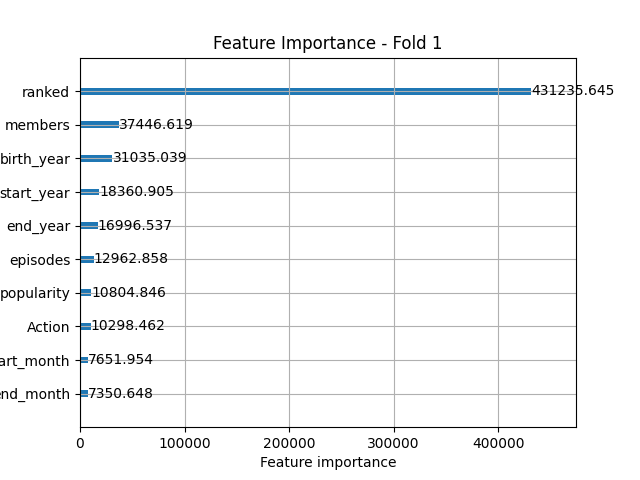 Feature Importance - Fold 1
ranked 431235.645
members 37446.619
birth_year 31035.039
start_year 18360.905
end_year 16996.537
episodes 12962.858
popularity 10804.846
Action 10298.462
art_month 7651.954
end_month 7350.648
0 100000 200000 300000 400000
Feature importance